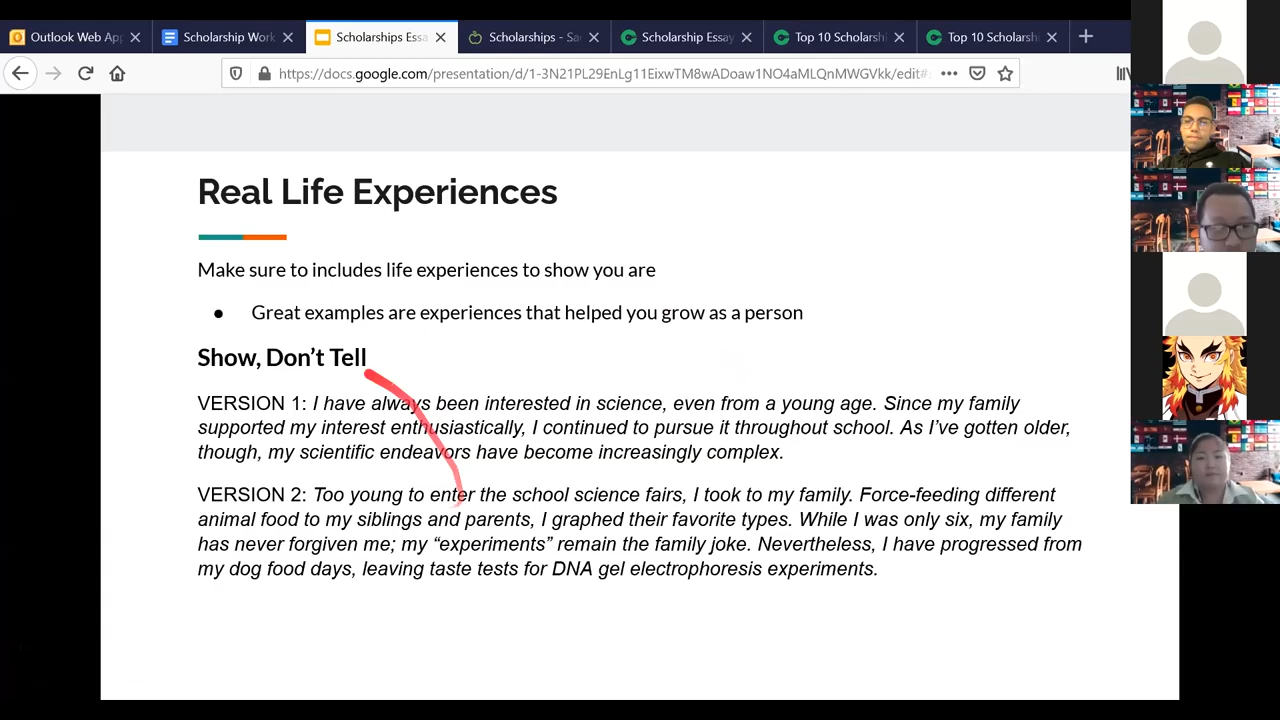 Outlook Web Ap
Scholarship Work
Scholarships Essa
Scholarships - Sa
Scholarship Essay
Top 10 Scholarshi
Top 10 Scholarshi
https://docs.google.com/presentation/d/1-3N21PL29EnLg11EixwTM8wADoaw1NO4aMLQnMWGVkk/edit#
Real Life Experiences
Make sure to includes life experiences to show you are
● Great examples are experiences that helped you grow as a person
Show, Don’t Tell
VERSION 1: I have always been interested in science, even from a young age. Since my family
supported my interest enthusiastically, I continued to pursue it throughout school. As I’ve gotten older,
though, my scientific endeavors have become increasingly complex.
VERSION 2: Too young to enter the school science fairs, I took to my family. Force-feeding different
animal food to my siblings and parents, I graphed their favorite types. While I was only six, my family
has never forgiven me; my “experiments” remain the family joke. Nevertheless, I have progressed from
my dog food days, leaving taste tests for DNA gel electrophoresis experiments.